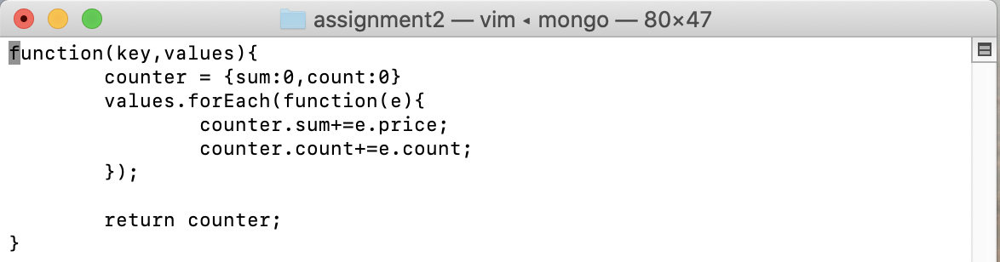 assignment2 — vim ◂ mongo — 80×47
function(key,values){
        counter = {sum:0,count:0}
        values.forEach(function(e){
                counter.sum+=e.price;
                counter.count+=e.count;
        });

        return counter;
}